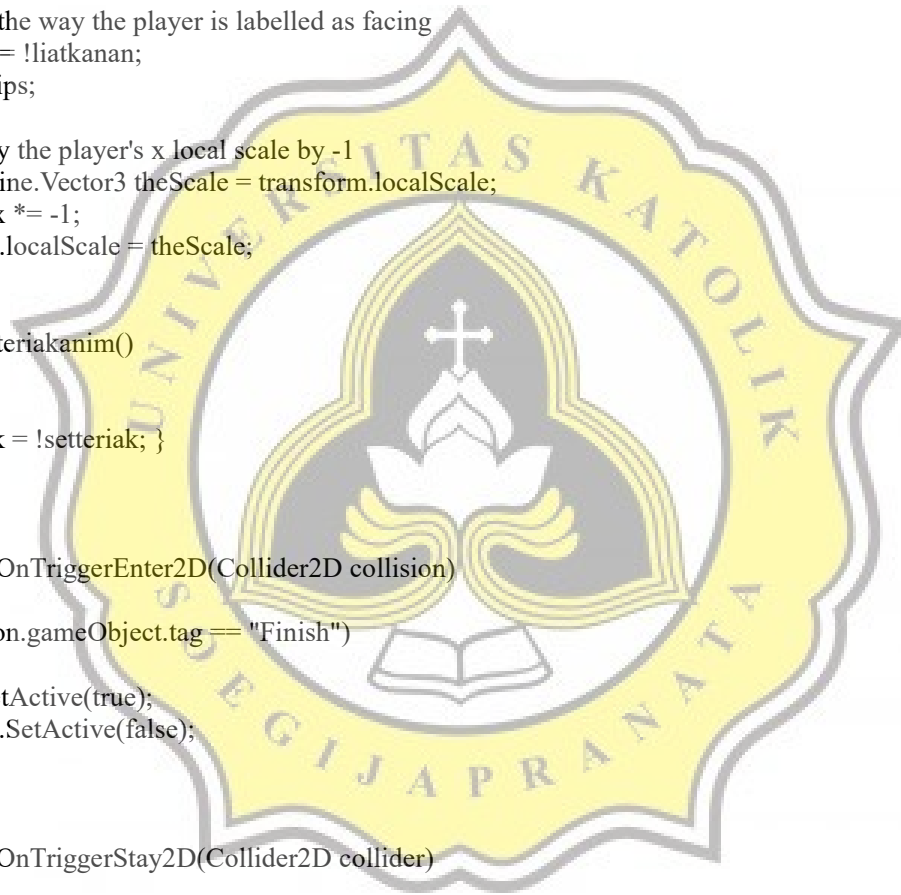 the way the player is labelled as facing
= !liatkanan;
ips;
y the player's x local scale by -1
ine.Vector3 theScale = transform.localScale;
x *= -1;
.localScale = theScale;
teriakanim()
k = !setteriak; }
OnTriggerEnter2D(Collider2D collision)
on.gameObject.tag == "Finish")
tActive(true);
.SetActive(false);
OnTriggerStay2D(Collider2D collider)
UNIVERSITAS KATOLIK
SOEGIJAPRANATA